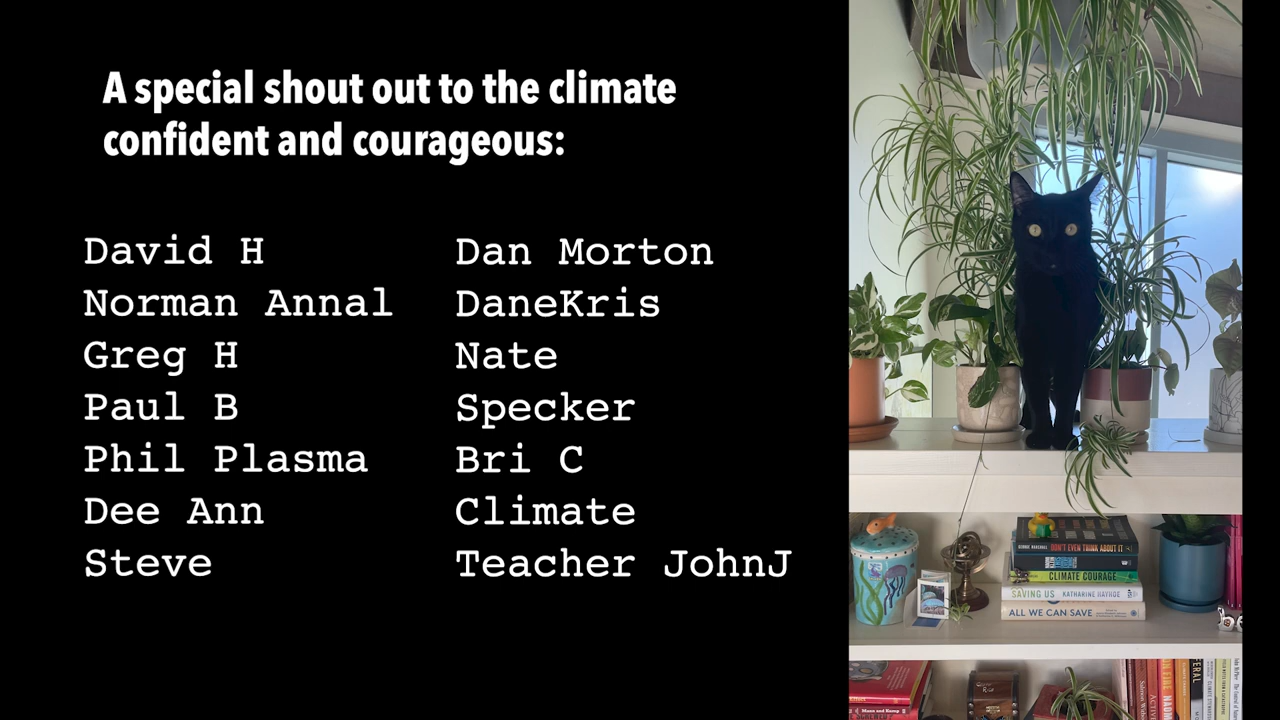 A special shout out to the climate
confident and courageous:
David H
Norman Annal
Greg H
Paul B
Phil Plasma
Dee Ann
Steve
Dan Morton
DaneKris
Nate
Specker
Bri C
Climate
Teacher JohnJ
GEORGE MARSHALL DON'T EVEN THINK ABOUT IT
CLIMATE COURAGE
SAVING US KATHARINE HAYHOE
ALL WE CAN SAVE